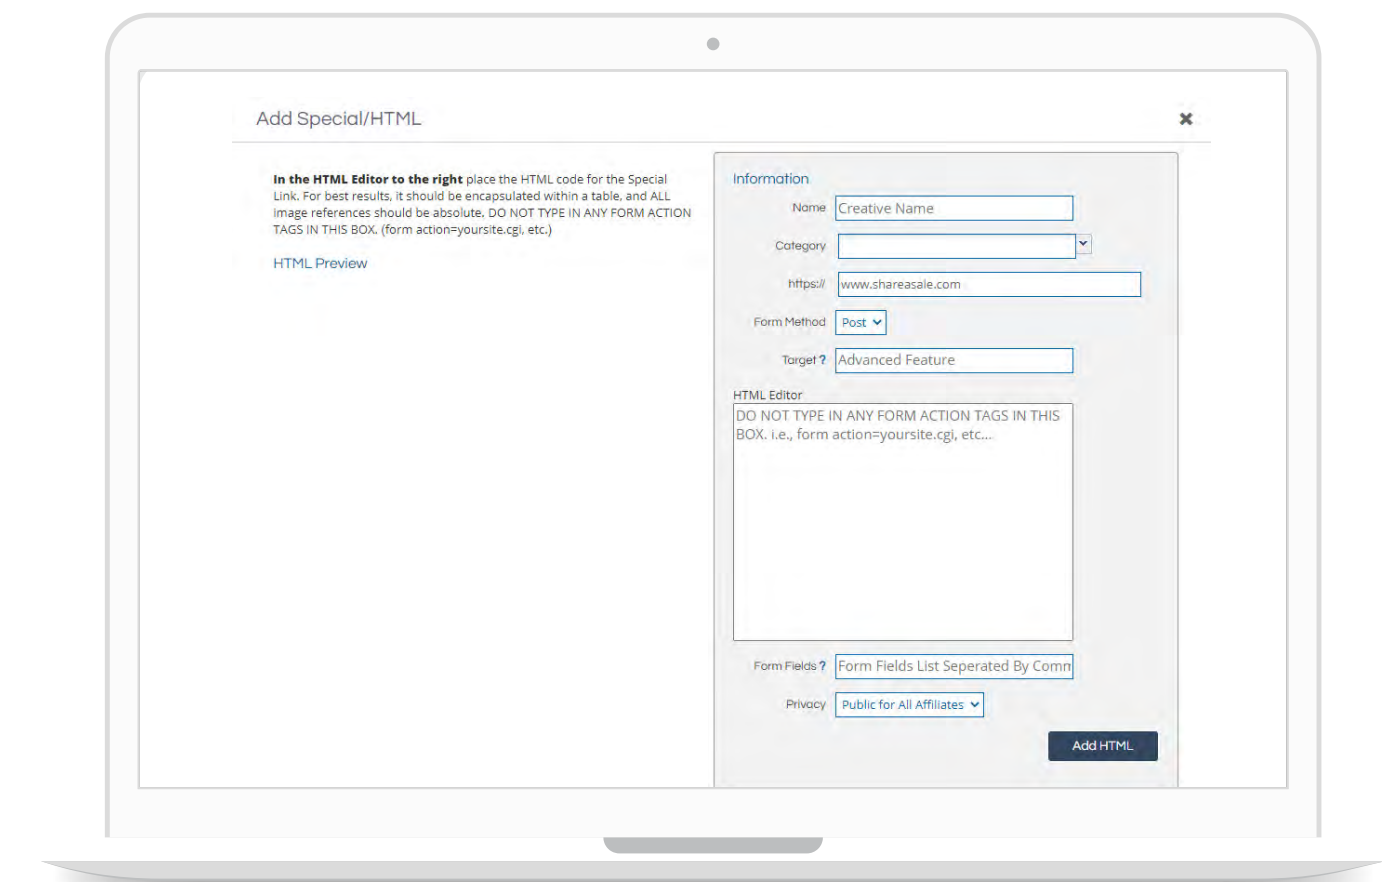 Add Special/HTML
In the HTML Editor to the right place the HTML code for the Special
Link. For best results, it should be encapsulated within a table, and ALL
image references should be absolute. DO NOT TYPE IN ANY FORM ACTION
TAGS IN THIS BOX. (form action=yoursite.cgi, etc.)
HTML Preview
Information
Name Creative Name
Category
https:// www.shareasale.com
Form Method Post
Target ? Advanced Feature
HTML Editor
DO NOT TYPE IN ANY FORM ACTION TAGS IN THIS
BOX. i.e., form action=yoursite.cgi, etc...
Form Fields ? Form Fields List Seperated By Comm
Privacy Public for All Affiliates
Add HTML